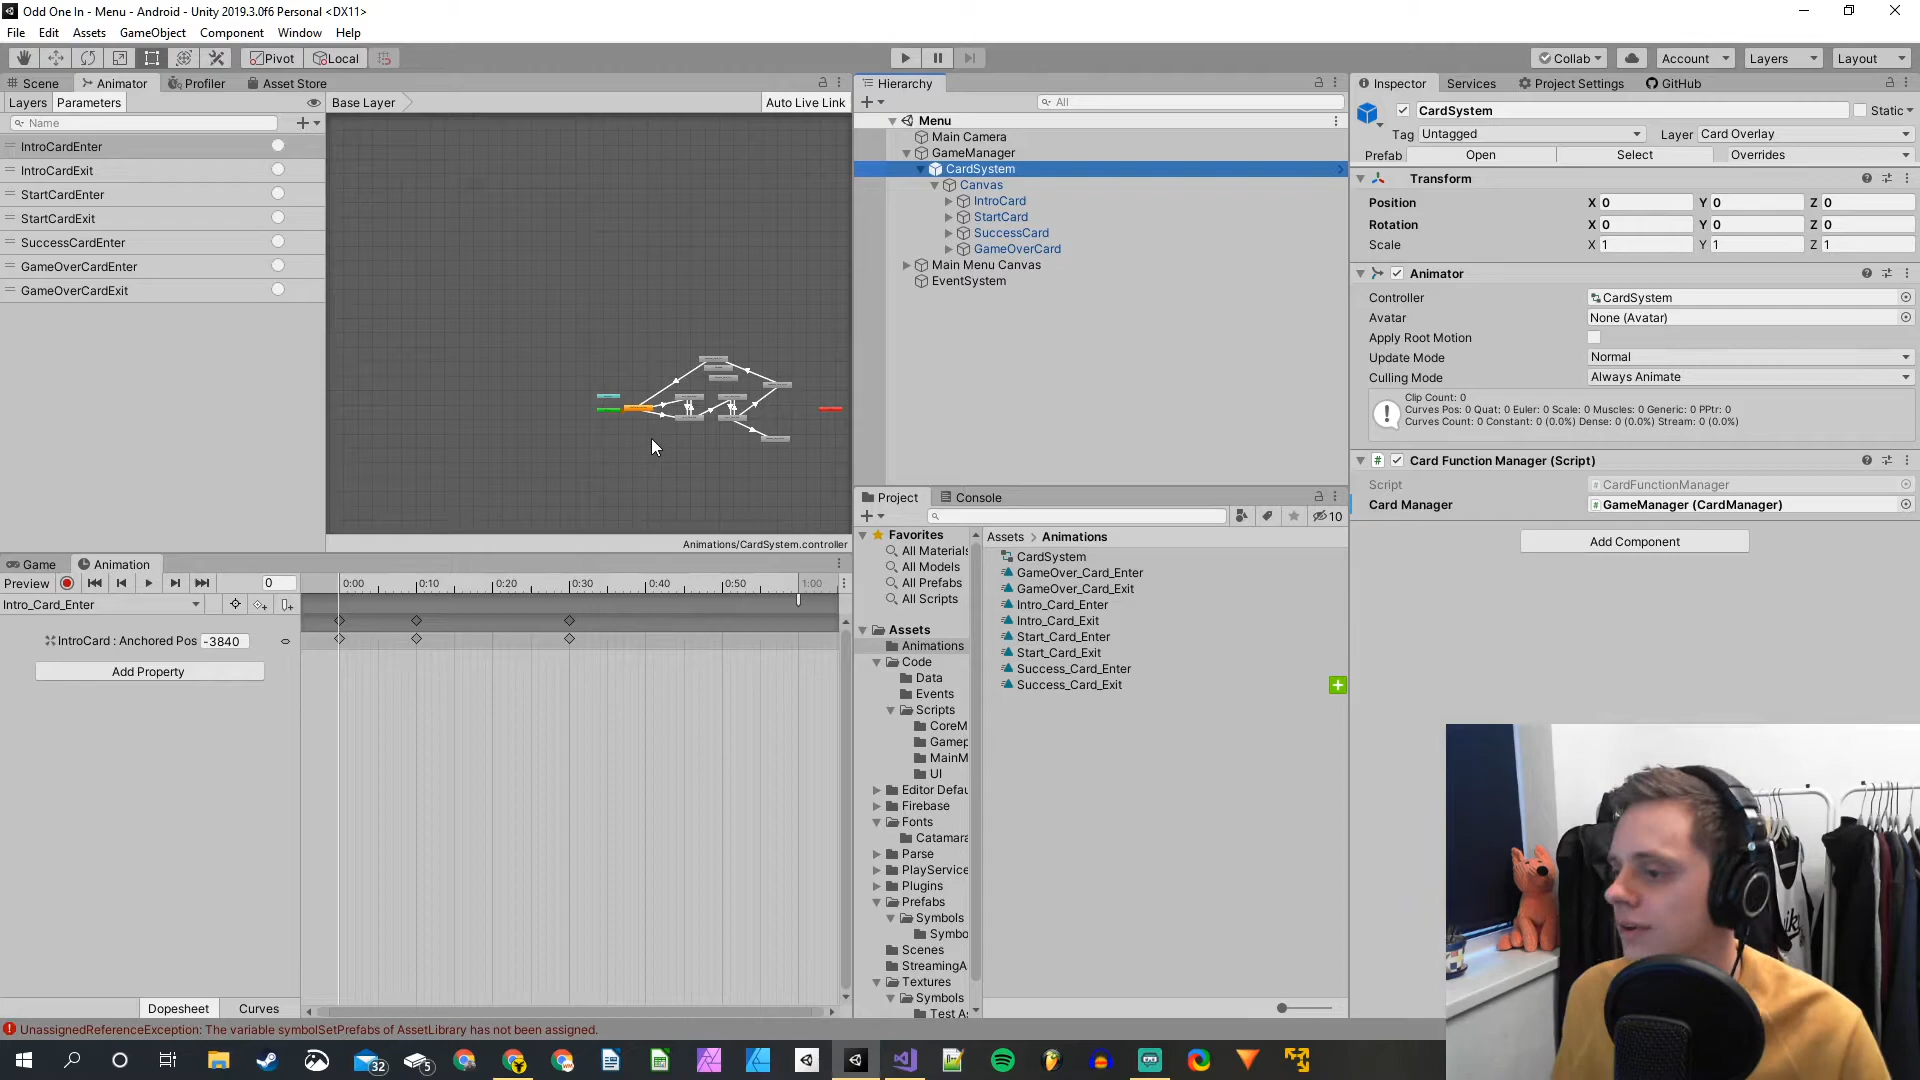 Odd One In - Menu - Android - Unity 2019.3.0f6 Personal <DX11>
File Edit Assets GameObject Component Window Help
Pivot Local Collab Account Layers Layout
Scene Animator Profiler Asset Store
Layers Parameters Base Layer Auto Live Link
Name
IntroCardEnter
IntroCardExit
StartCardEnter
StartCardExit
SuccessCardEnter
GameOverCardEnter
GameOverCardExit
Animations/CardSystem.controller
Hierarchy
All
Menu
Main Camera
GameManager
CardSystem
Canvas
IntroCard
StartCard
SuccessCard
GameOverCard
Main Menu Canvas
EventSystem
Inspector Services Project Settings GitHub
CardSystem Static
Tag Untagged Layer Card Overlay
Prefab Open Select Overrides
Transform
Position X 0 Y 0 Z 0
Rotation X 0 Y 0 Z 0
Scale X 1 Y 1 Z 1
Animator
Controller CardSystem
Avatar None (Avatar)
Apply Root Motion
Update Mode Normal
Culling Mode Always Animate
Clip Count: 0
Curves Pos: 0 Quat: 0 Euler: 0 Scale: 0 Muscles: 0 Generic: 0 PPtr: 0
Curves Count: 0 Constant: 0 (0.0%) Dense: 0 (0.0%) Stream: 0 (0.0%)
Card Function Manager (Script)
Script CardFunctionManager
Card Manager GameManager (CardManager)
Add Component
Game Animation
Preview 0 0:00 0:10 0:20 0:30 0:40 0:50 1:00
Intro_Card_Enter
IntroCard : Anchored Pos -3840
Add Property
Dopesheet Curves
Project Console
10
Favorites
All Materials
All Models
All Prefabs
All Scripts
Assets
Animations
Code
Data
Events
Scripts
CoreM
Gamep
MainM
UI
Editor Defau
Firebase
Fonts
Catamara
Parse
PlayService
Plugins
Prefabs
Symbols
Symbo
Scenes
StreamingA
Textures
Symbols
Test A
Assets > Animations
CardSystem
GameOver_Card_Enter
GameOver_Card_Exit
Intro_Card_Enter
Intro_Card_Exit
Start_Card_Enter
Start_Card_Exit
Success_Card_Enter
Success_Card_Exit
UnassignedReferenceException: The variable symbolSetPrefabs of AssetLibrary has not been assigned.
32
5